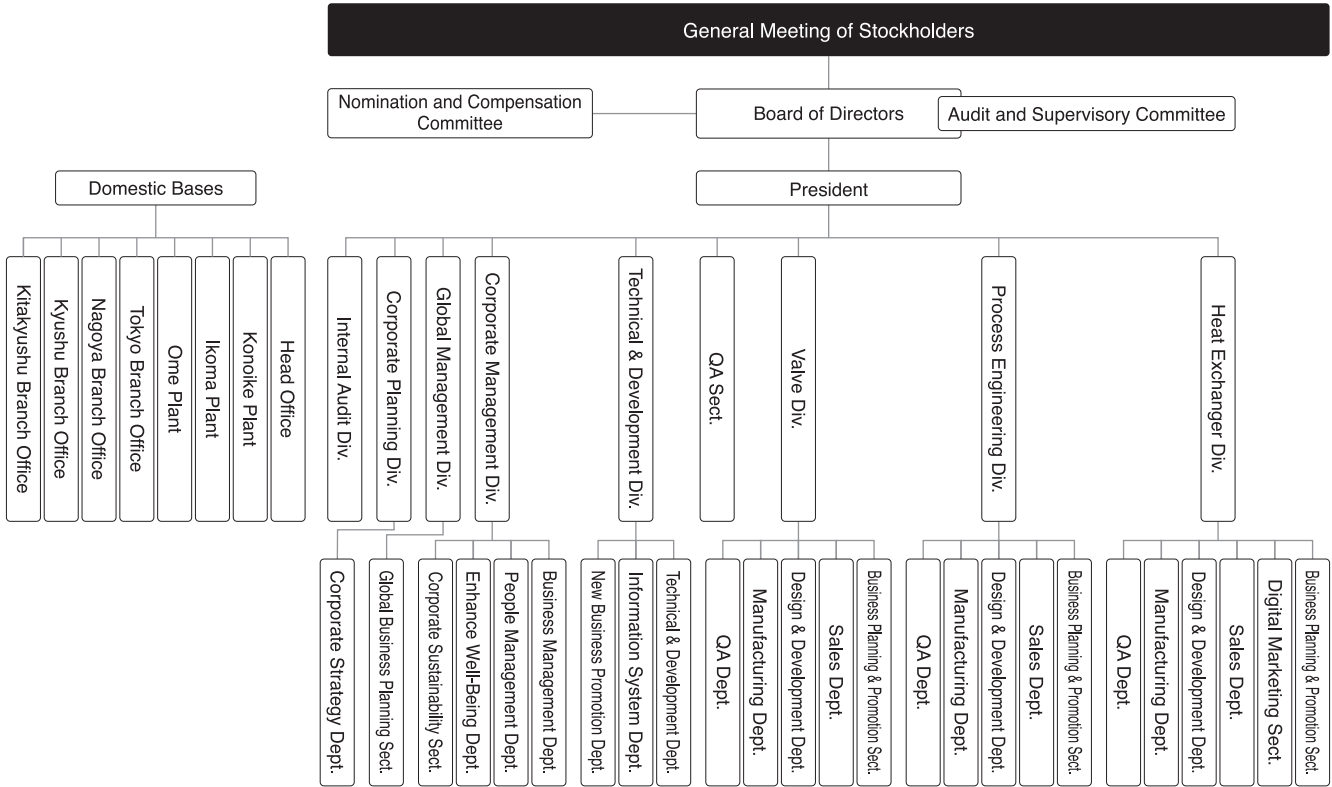 General Meeting of Stockholders
Nomination and Compensation
Committee
Board of Directors
Audit and Supervisory Committee
Domestic Bases
President
Kitakyushu Branch Office
Kyushu Branch Office
Nagoya Branch Office
Tokyo Branch Office
Ome Plant
Ikoma Plant
Konoike Plant
Head Office
Internal Audit Div.
Corporate Planning Div.
Global Management Div.
Corporate Management Div.
Technical & Development Div.
QA Sect.
Valve Div.
Process Engineering Div.
Heat Exchanger Div.
Corporate Strategy Dept.
Global Business Planning Sect.
Corporate Sustainability Sect.
Enhance Well-Being Dept.
People Management Dept.
Business Management Dept.
New Business Promotion Dept.
Information System Dept.
Technical & Development Dept.
QA Dept.
Manufacturing Dept.
Design & Development Dept.
Sales Dept.
Business Planning & Promotion Sect.
QA Dept.
Manufacturing Dept.
Design & Development Dept.
Sales Dept.
Business Planning & Promotion Sect.
QA Dept.
Manufacturing Dept.
Design & Development Dept.
Sales Dept.
Digital Marketing Sect.
Business Planning & Promotion Sect.